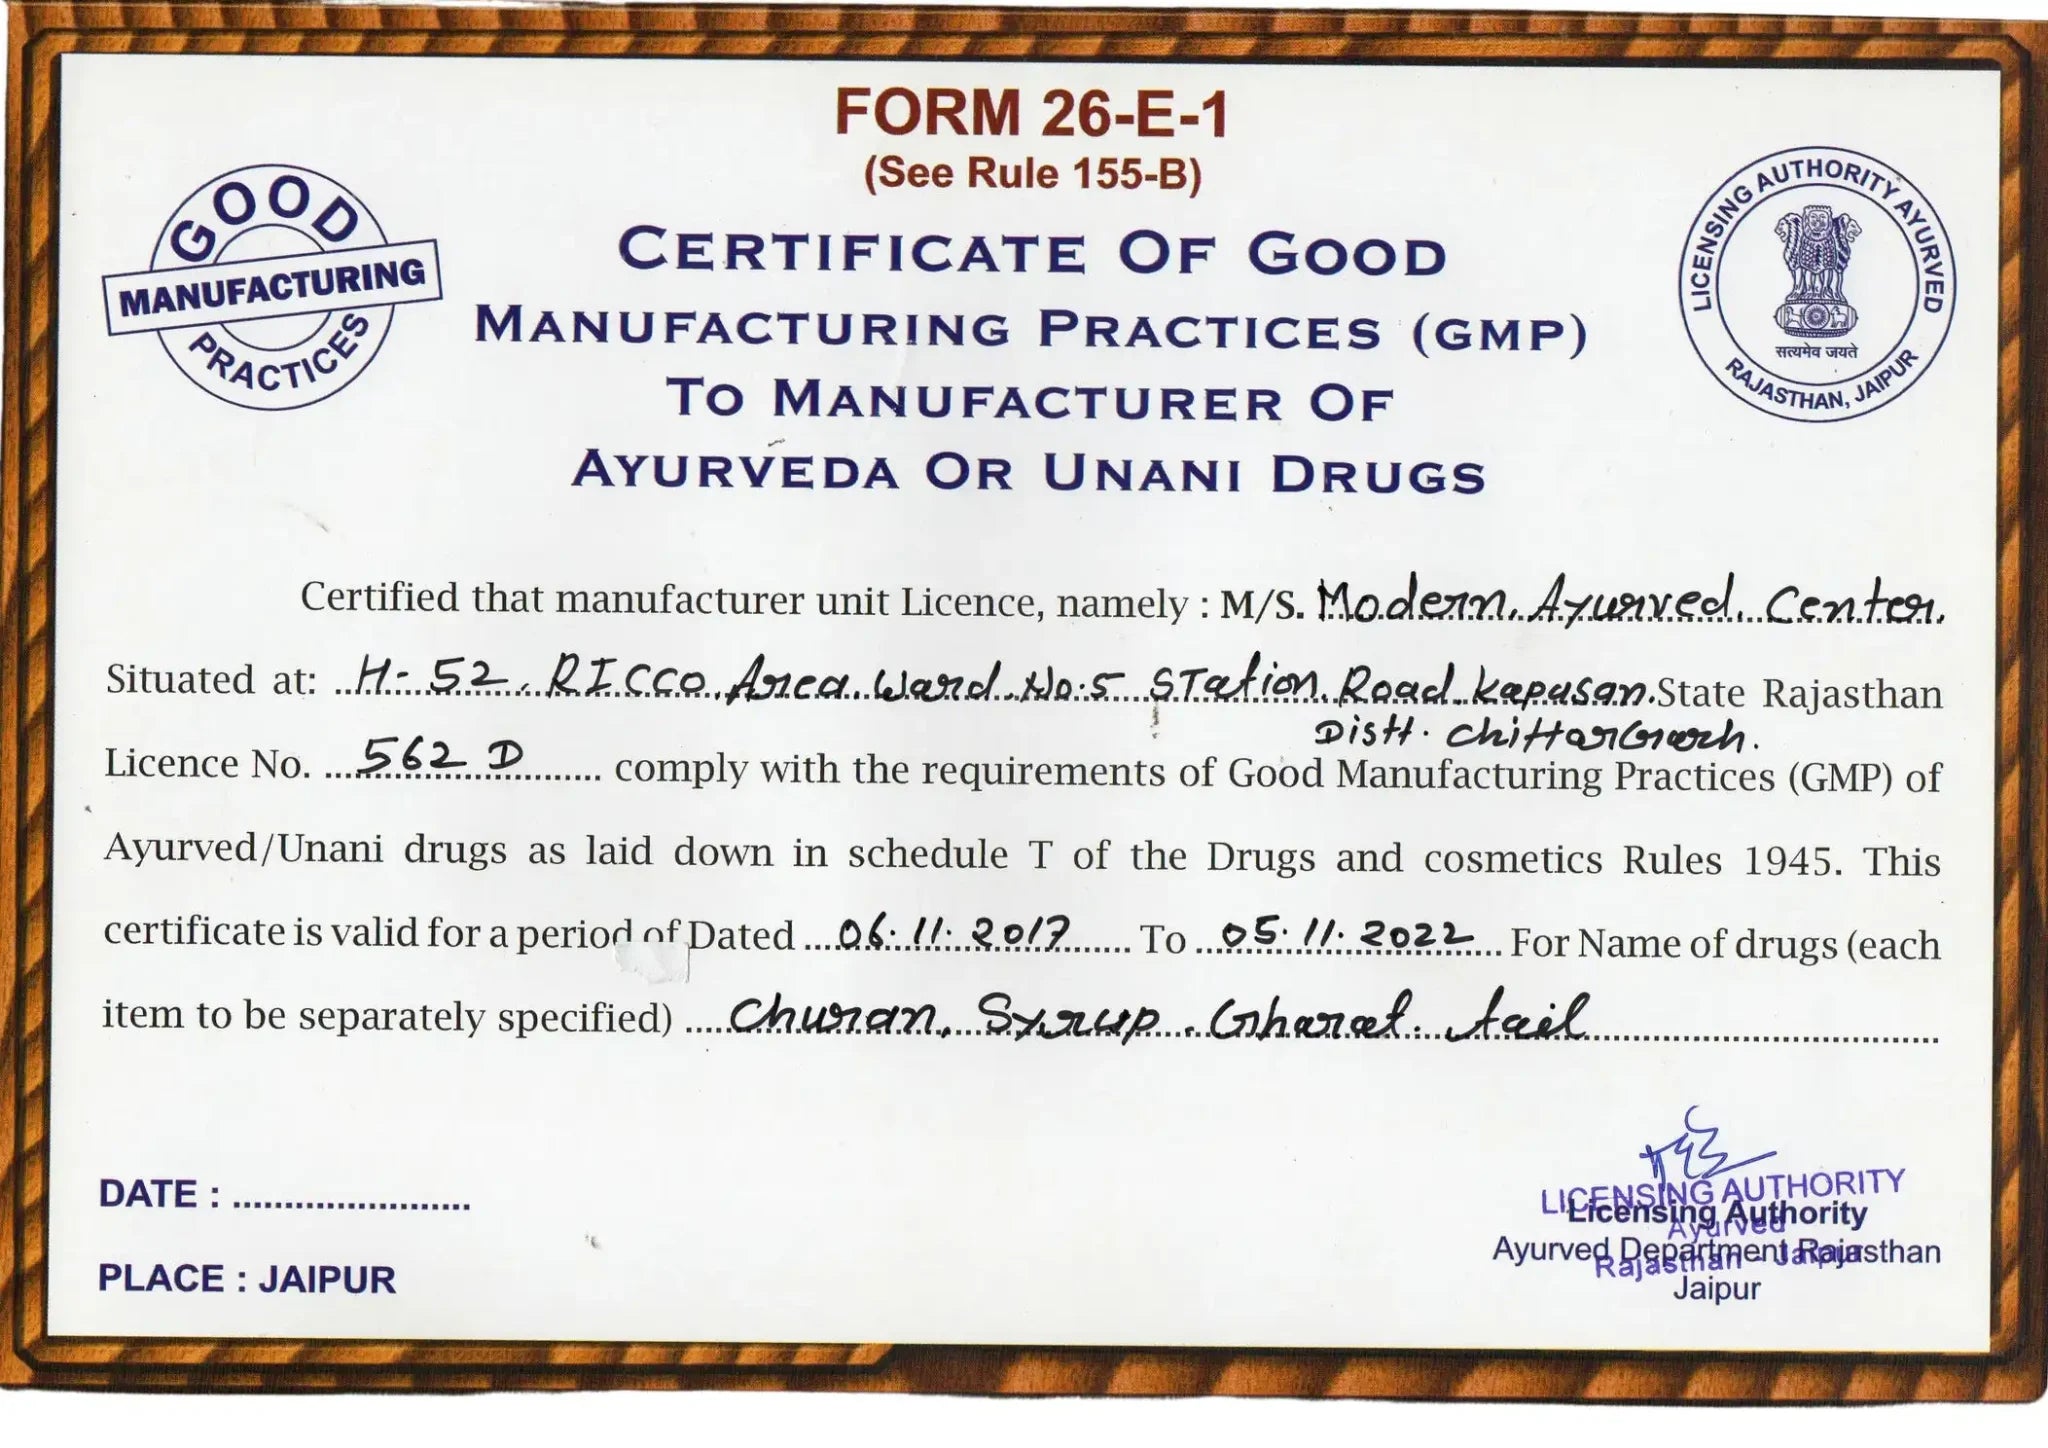 FORM 26-E-1
(See Rule 155-B)
GOOD
MANUFACTURING
PRACTICES
LICENSING AUTHORITY AYURVED
सत्यमेव जयते
RAJASTHAN, JAIPUR
CERTIFICATE OF GOOD
MANUFACTURING PRACTICES (GMP)
TO MANUFACTURER OF
AYURVEDA OR UNANI DRUGS
Certified that manufacturer unit Licence, namely : M/S. Modern Ayurved Center.
Situated at: H-52, RICCO Area Ward No.5 Station Road Kapasan. State Rajasthan
Distt. Chittorgarh.
Licence No. 562 D comply with the requirements of Good Manufacturing Practices (GMP) of
Ayurved/Unani drugs as laid down in schedule T of the Drugs and cosmetics Rules 1945. This
certificate is valid for a period of Dated 06.11.2017 To 05.11.2022 For Name of drugs (each
item to be separately specified) Churan, Syrup. Gharat. tail
DATE : ........................
PLACE : JAIPUR
LICENSING AUTHORITY
Ayurved
Rajasthan - Jaipur
Licensing Authority
Ayurved Department Rajasthan
Jaipur